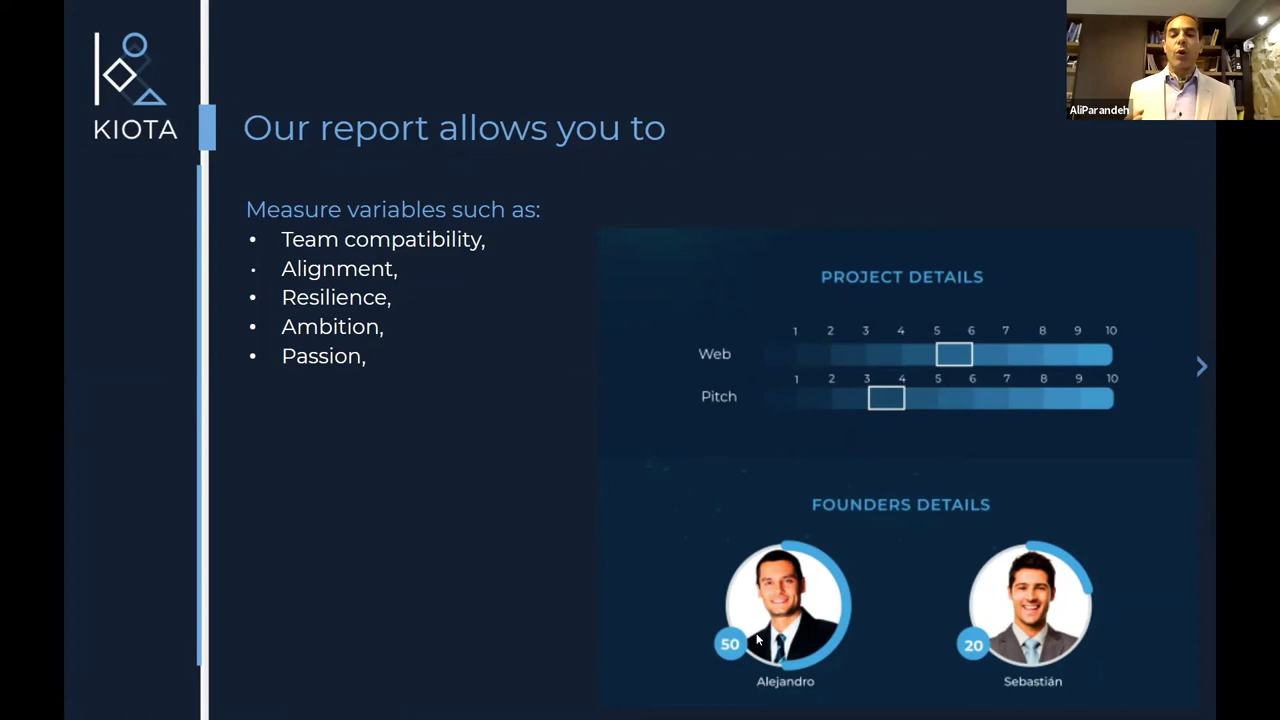 KIOTA
AliParandeh
Our report allows you to
Measure variables such as:
• Team compatibility,
• Alignment,
• Resilience,
• Ambition,
• Passion,
PROJECT DETAILS
1 2 3 4 5 6 7 8 9 10
Web
1 2 3 4 5 6 7 8 9 10
Pitch
FOUNDERS DETAILS
50
20
Alejandro
Sebastián